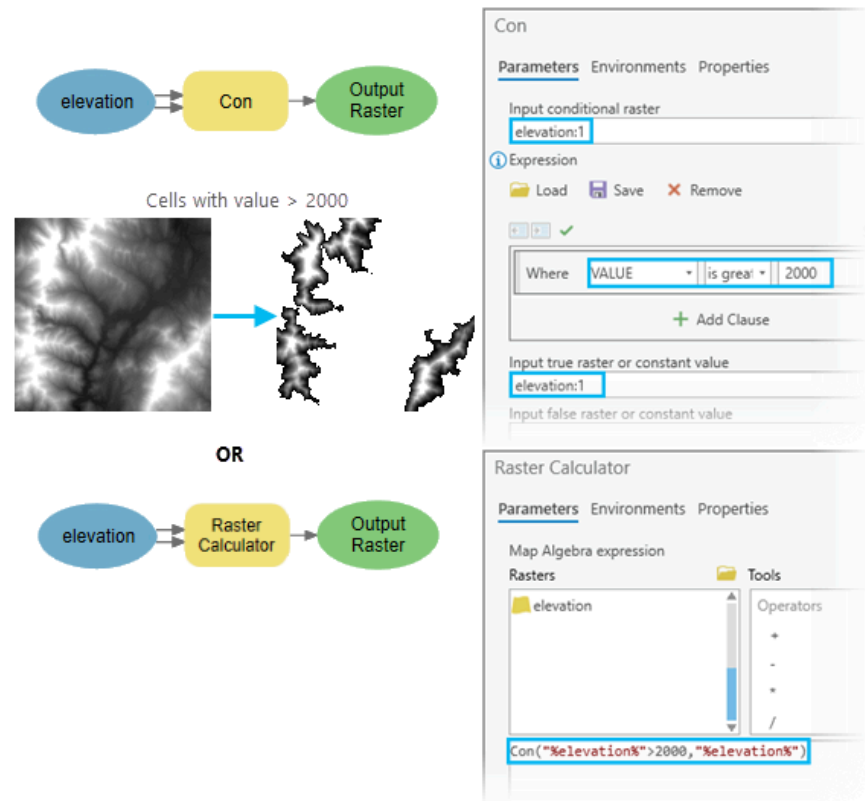 elevation
Con
Output
Raster
Cells with value > 2000
OR
elevation
Raster
Calculator
Output
Raster
Con
Parameters Environments Properties
Input conditional raster
elevation:1
Expression
Load Save Remove
Where VALUE is great 2000
+ Add Clause
Input true raster or constant value
elevation:1
Input false raster or constant value
Raster Calculator
Parameters Environments Properties
Map Algebra expression
Rasters Tools
elevation
Operators
+
-
*
/
Con("%elevation%">2000,"%elevation%")